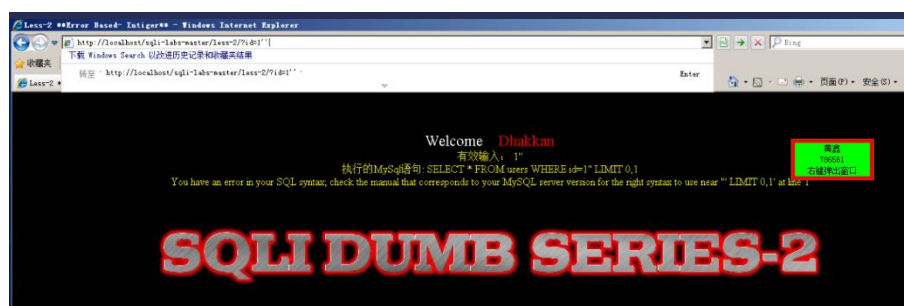 Less-2 **Error Based- Intiger** - Windows Internet Explorer
http://localhost/sqli-labs-master/Less-2/?id=1''
Bing
下载 Windows Search 以改进历史记录和收藏夹结果
收藏夹
转至 "http://localhost/sqli-labs-master/Less-2/?id=1''"
Enter
Less-2 *
页面(P)
安全(S)
Welcome Dhakkan
有效输入: 1''
执行的MySql语句: SELECT * FROM users WHERE id=1'' LIMIT 0,1
You have an error in your SQL syntax; check the manual that corresponds to your MySQL server version for the right syntax to use near ''' LIMIT 0,1' at line 1
黄鑫
786561
右键弹出窗口
SQLI DUMB SERIES-2